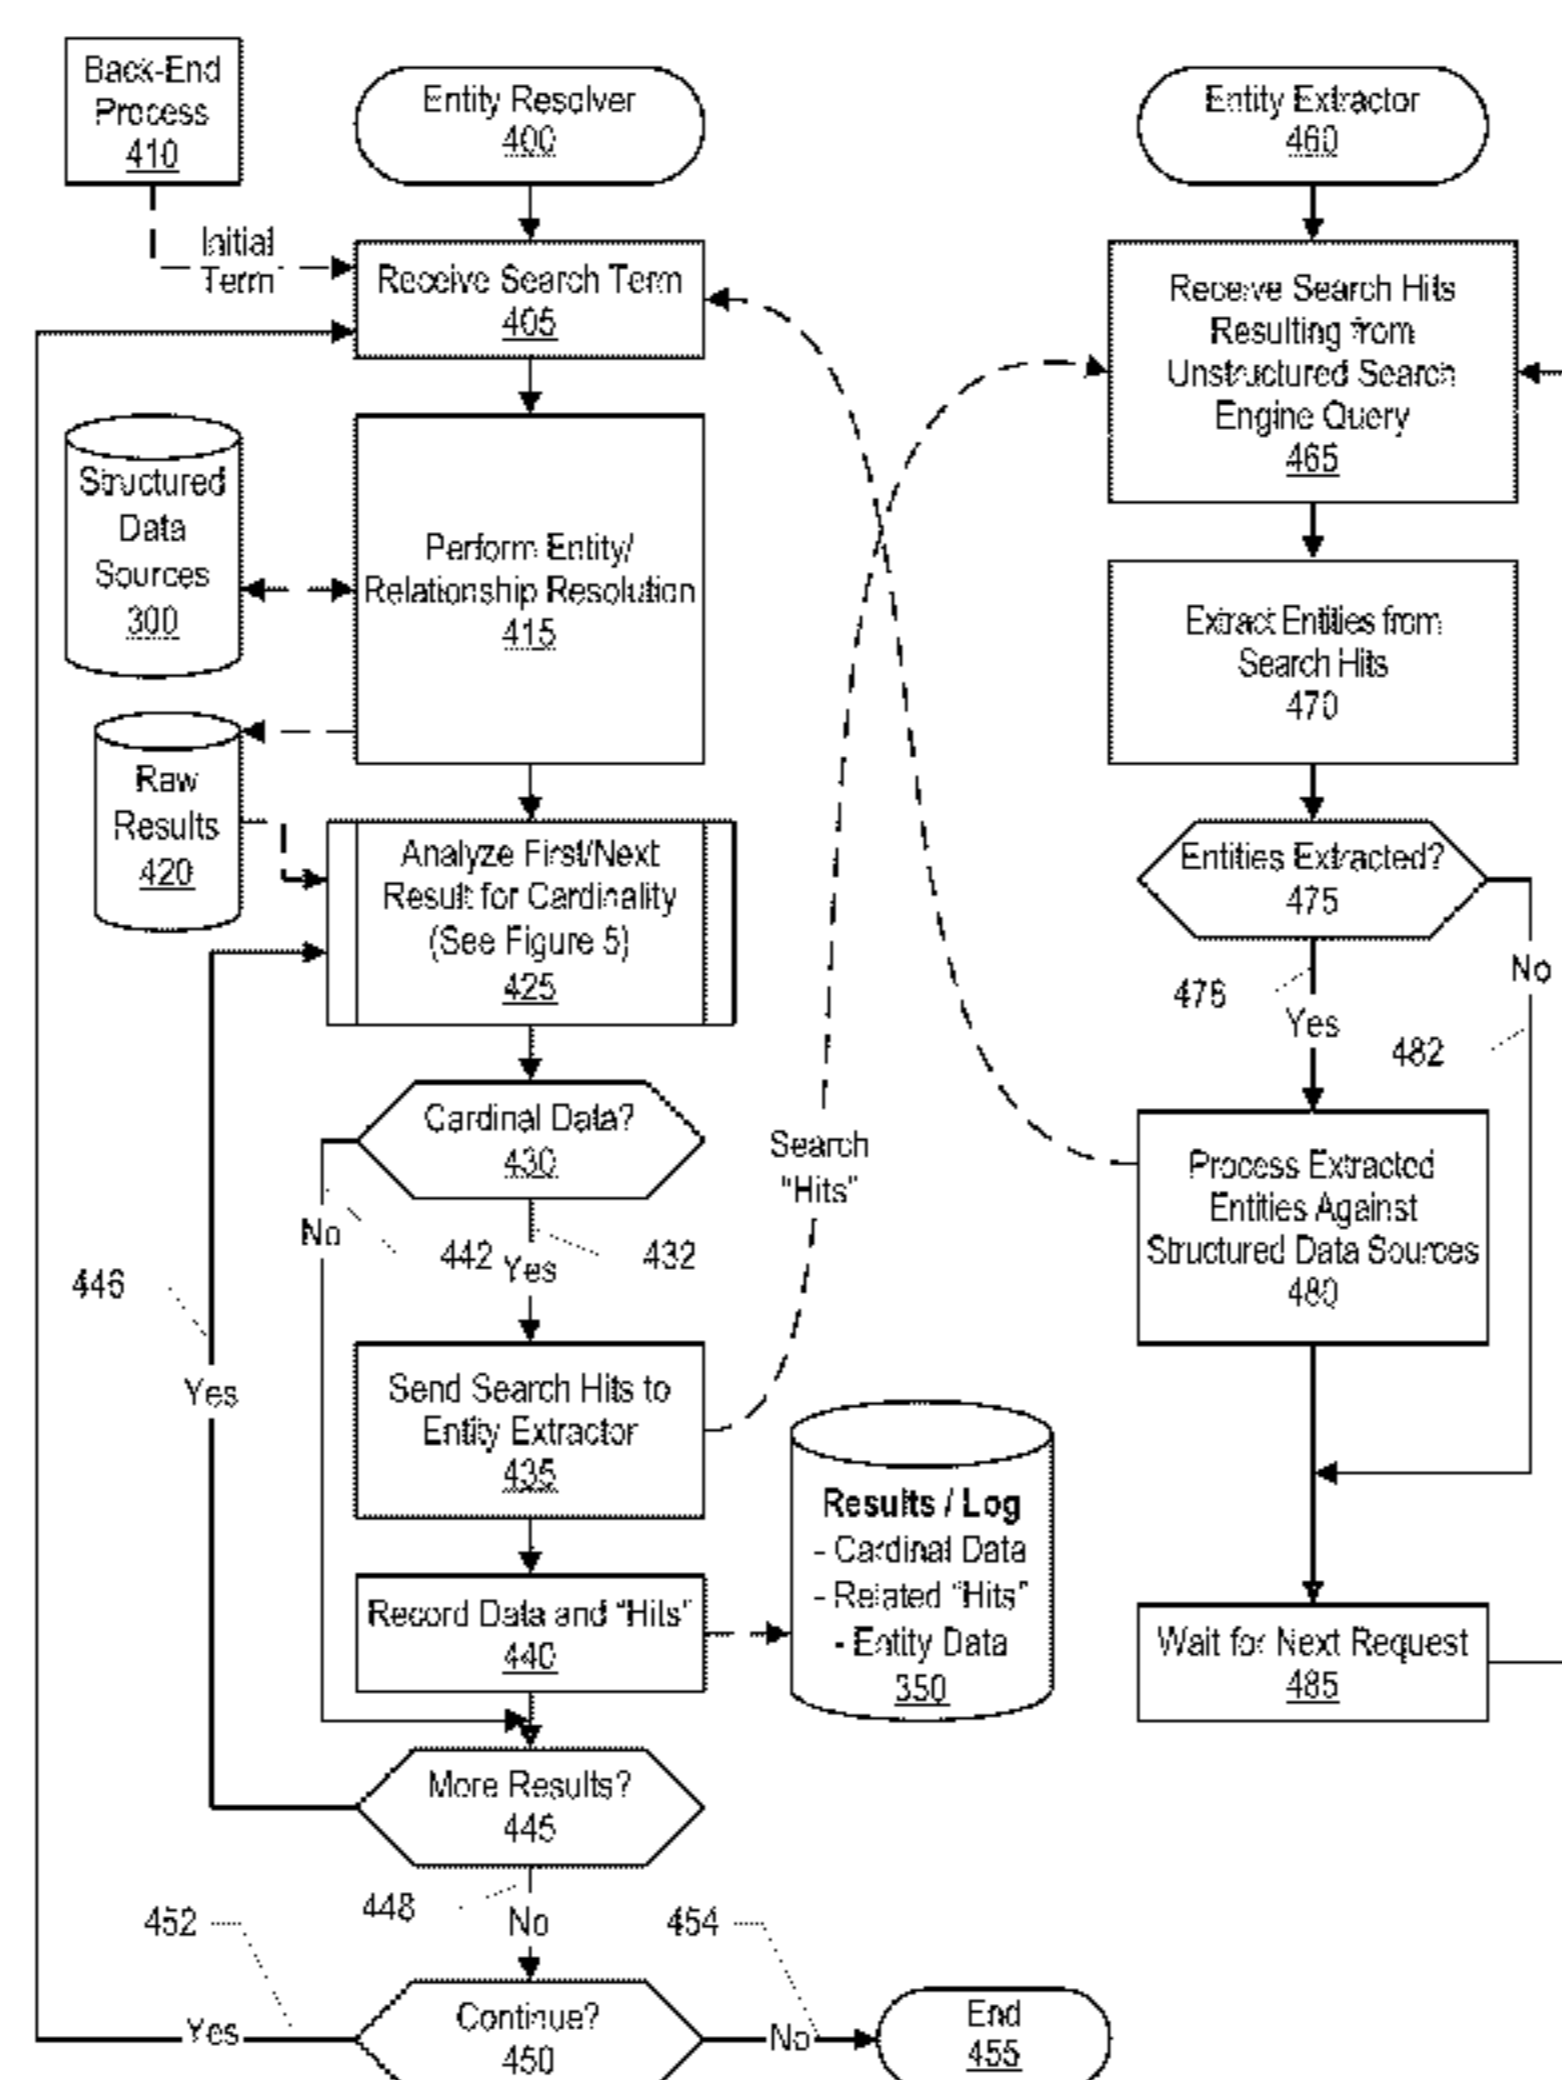 Back-End
Process
410
Entity Resolver
400
Entity Extractor
460
Initial
Term
Receive Search Term
405
Receive Search Hits
Resulting from
Unstructured Search
Engine Query
465
Structured
Data
Sources
300
Perform Entity/
Relationship Resolution
415
Extract Entities from
Search Hits
470
Raw
Results
420
Analyze First/Next
Result for Cardinality
(See Figure 5)
425
Entities Extracted?
475
No
478
Yes
482
Cardinal Data?
430
Search
"Hits"
Process Extracted
Entities Against
Structured Data Sources
480
No
442
Yes
432
446
Yes
Send Search Hits to
Entity Extractor
435
Results / Log
- Cardinal Data
- Related "Hits"
- Entity Data
350
Record Data and "Hits"
440
Wait for Next Request
485
More Results?
445
448
No
452
454
Yes
Continue?
450
No
End
455